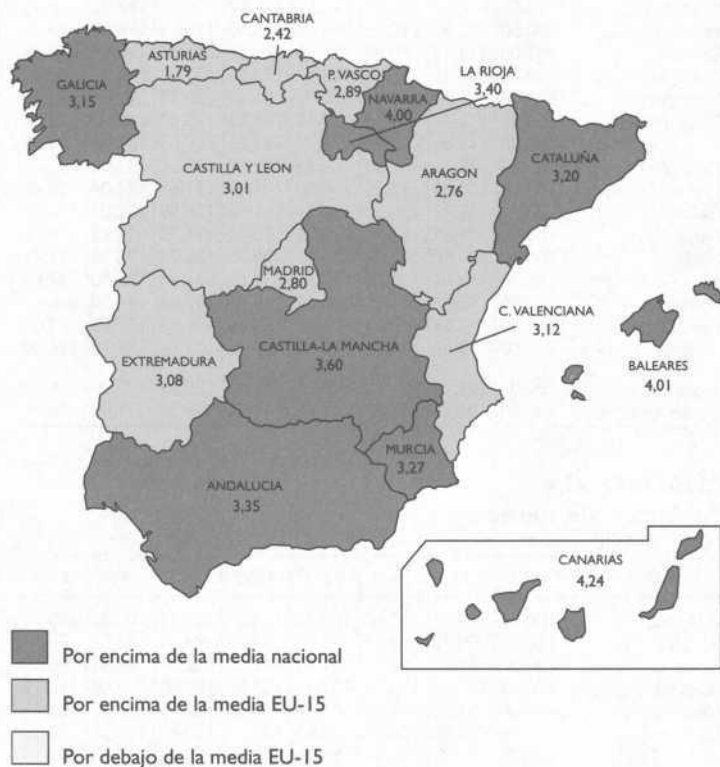 CANTABRIA
2,42
ASTURIAS
1,79
P. VASCO
2,89
LA RIOJA
3,40
GALICIA
3,15
NAVARRA
4,00
CASTILLA Y LEON
3,01
ARAGON
2,76
CATALUÑA
3,20
MADRID
2,80
C. VALENCIANA
3,12
CASTILLA-LA MANCHA
3,60
EXTREMADURA
3,08
BALEARES
4,01
MURCIA
3,27
ANDALUCIA
3,35
CANARIAS
4,24
Por encima de la media nacional
Por encima de la media EU-15
Por debajo de la media EU-15